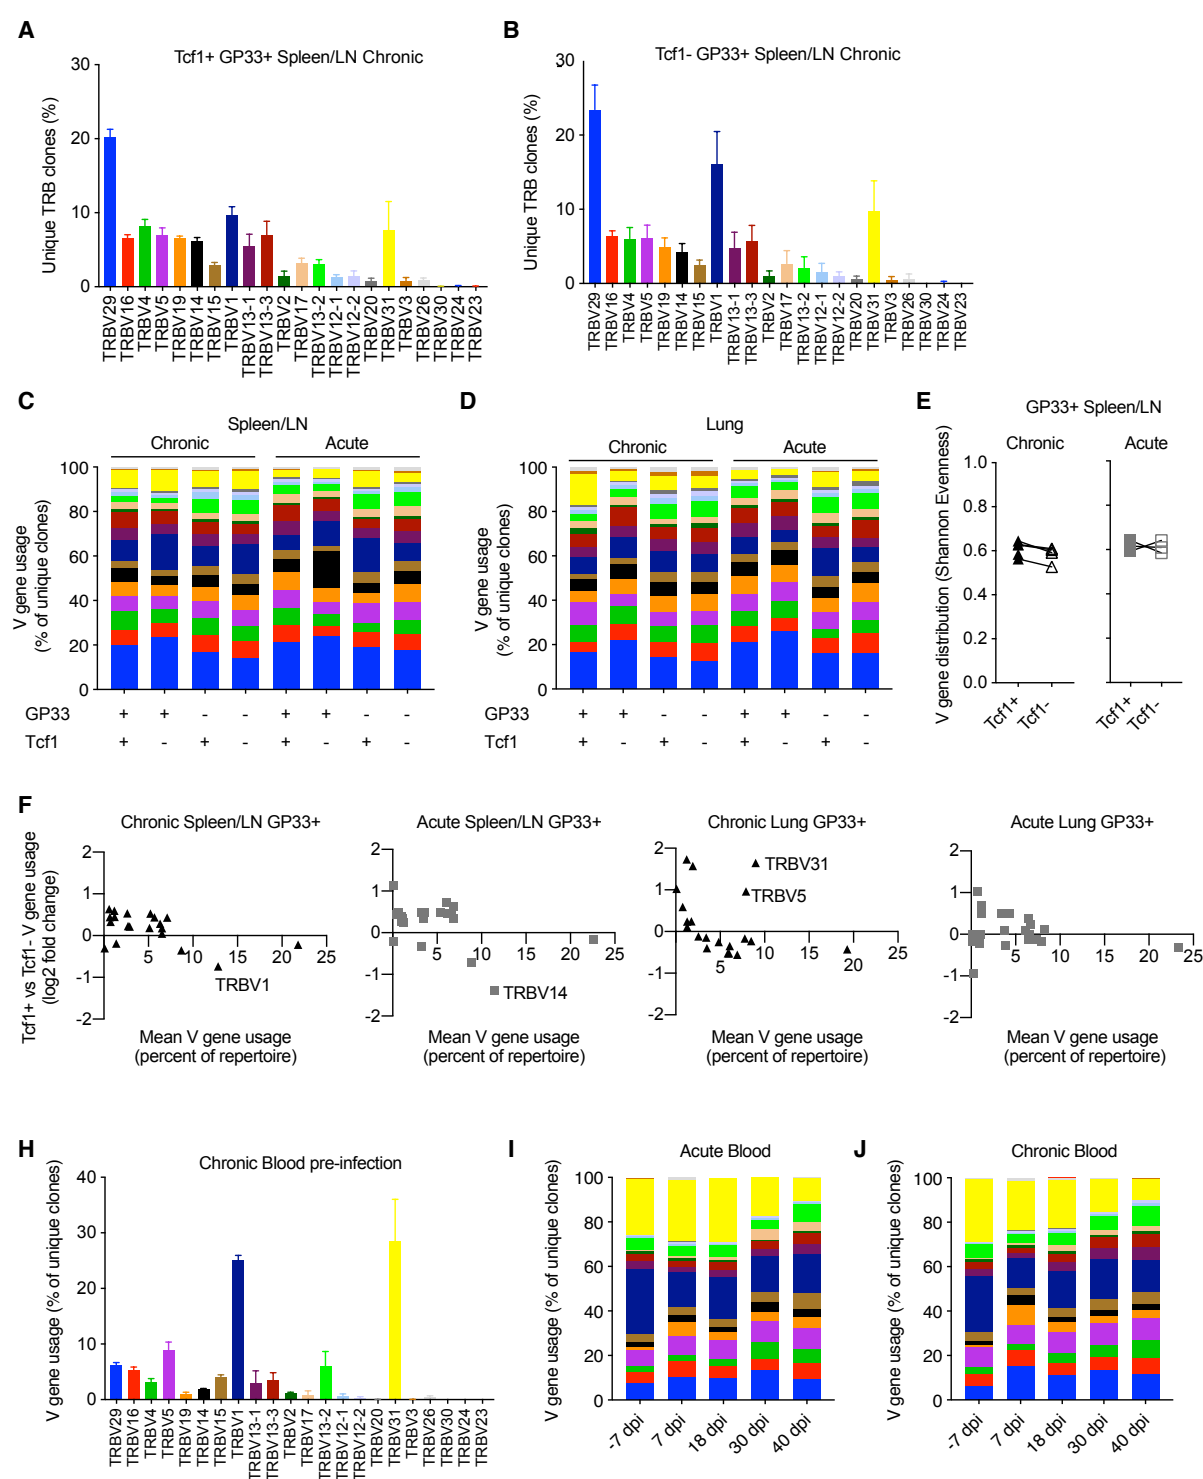 A
Tcf1+ GP33+ Spleen/LN Chronic
Unique TRB clones (%)
30
20
10
0
TRBV29
TRBV16
TRBV4
TRBV5
TRBV19
TRBV14
TRBV15
TRBV1
TRBV13-1
TRBV13-3
TRBV2
TRBV17
TRBV13-2
TRBV12-1
TRBV12-2
TRBV20
TRBV31
TRBV3
TRBV26
TRBV30
TRBV24
TRBV23
B
Tcf1- GP33+ Spleen/LN Chronic
Unique TRB clones (%)
30
20
10
0
TRBV29
TRBV16
TRBV4
TRBV5
TRBV19
TRBV14
TRBV15
TRBV1
TRBV13-1
TRBV13-3
TRBV2
TRBV17
TRBV13-2
TRBV12-1
TRBV12-2
TRBV20
TRBV31
TRBV3
TRBV26
TRBV30
TRBV24
TRBV23
C
Spleen/LN
Chronic Acute
V gene usage
(% of unique clones)
100
80
60
40
20
0
GP33 + + - - + + - -
Tcf1 + - + - + - + -
D
Lung
Chronic Acute
V gene usage
(% of unique clones)
100
80
60
40
20
0
GP33 + + - - + + - -
Tcf1 + - + - + - + -
E
GP33+ Spleen/LN
Chronic Acute
V gene distribution (Shannon Evenness)
1.0
0.8
0.6
0.4
0.2
0.0
Tcf1+ Tcf1- Tcf1+ Tcf1-
F
Tcf1+ vs Tcf1- V gene usage
(log2 fold change)
Chronic Spleen/LN GP33+
2
1
0
-1
-2
5 10 15 20 25
TRBV1
Mean V gene usage
(percent of repertoire)
Acute Spleen/LN GP33+
2
1
0
-1
-2
5 10 15 20 25
TRBV14
Mean V gene usage
(percent of repertoire)
Chronic Lung GP33+
2
1
0
-1
-2
TRBV31
TRBV5
5 10 15 20 25
Mean V gene usage
(percent of repertoire)
Acute Lung GP33+
2
1
0
-1
-2
5 10 15 20 25
Mean V gene usage
(percent of repertoire)
H
Chronic Blood pre-infection
V gene usage (% of unique clones)
40
30
20
10
0
TRBV29
TRBV16
TRBV4
TRBV5
TRBV19
TRBV14
TRBV15
TRBV1
TRBV13-1
TRBV13-3
TRBV2
TRBV17
TRBV13-2
TRBV12-1
TRBV12-2
TRBV20
TRBV31
TRBV3
TRBV26
TRBV30
TRBV24
TRBV23
I
Acute Blood
V gene usage (% of unique clones)
100
80
60
40
20
0
-7 dpi
7 dpi
18 dpi
30 dpi
40 dpi
J
Chronic Blood
V gene usage (% of unique clones)
100
80
60
40
20
0
-7 dpi
7 dpi
18 dpi
30 dpi
40 dpi